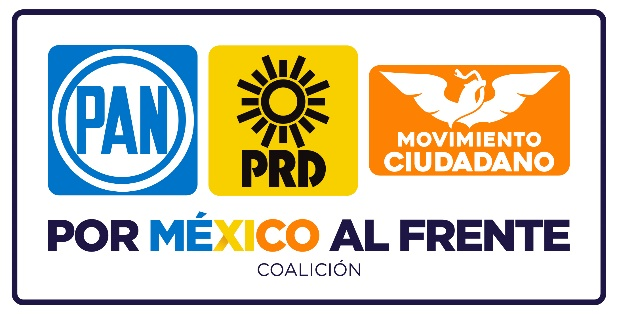 PAN
PRD
MOVIMIENTO
CIUDADANO
POR MÉXICO AL FRENTE
COALICIÓN